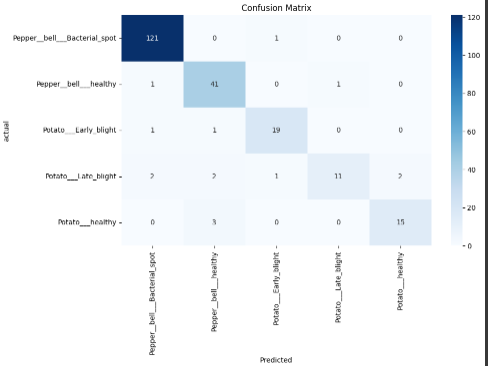 Confusion Matrix
Pepper__bell___Bacterial_spot 121 0 1 0 0
Pepper__bell___healthy 1 41 0 1 0
Potato___Early_blight 1 1 19 0 0
Potato___Late_blight 2 2 1 11 2
Potato___healthy 0 3 0 0 15
actual
Pepper__bell___Bacterial_spot
Pepper__bell___healthy
Potato___Early_blight
Potato___Late_blight
Potato___healthy
Predicted
120
100
80
60
40
20
0